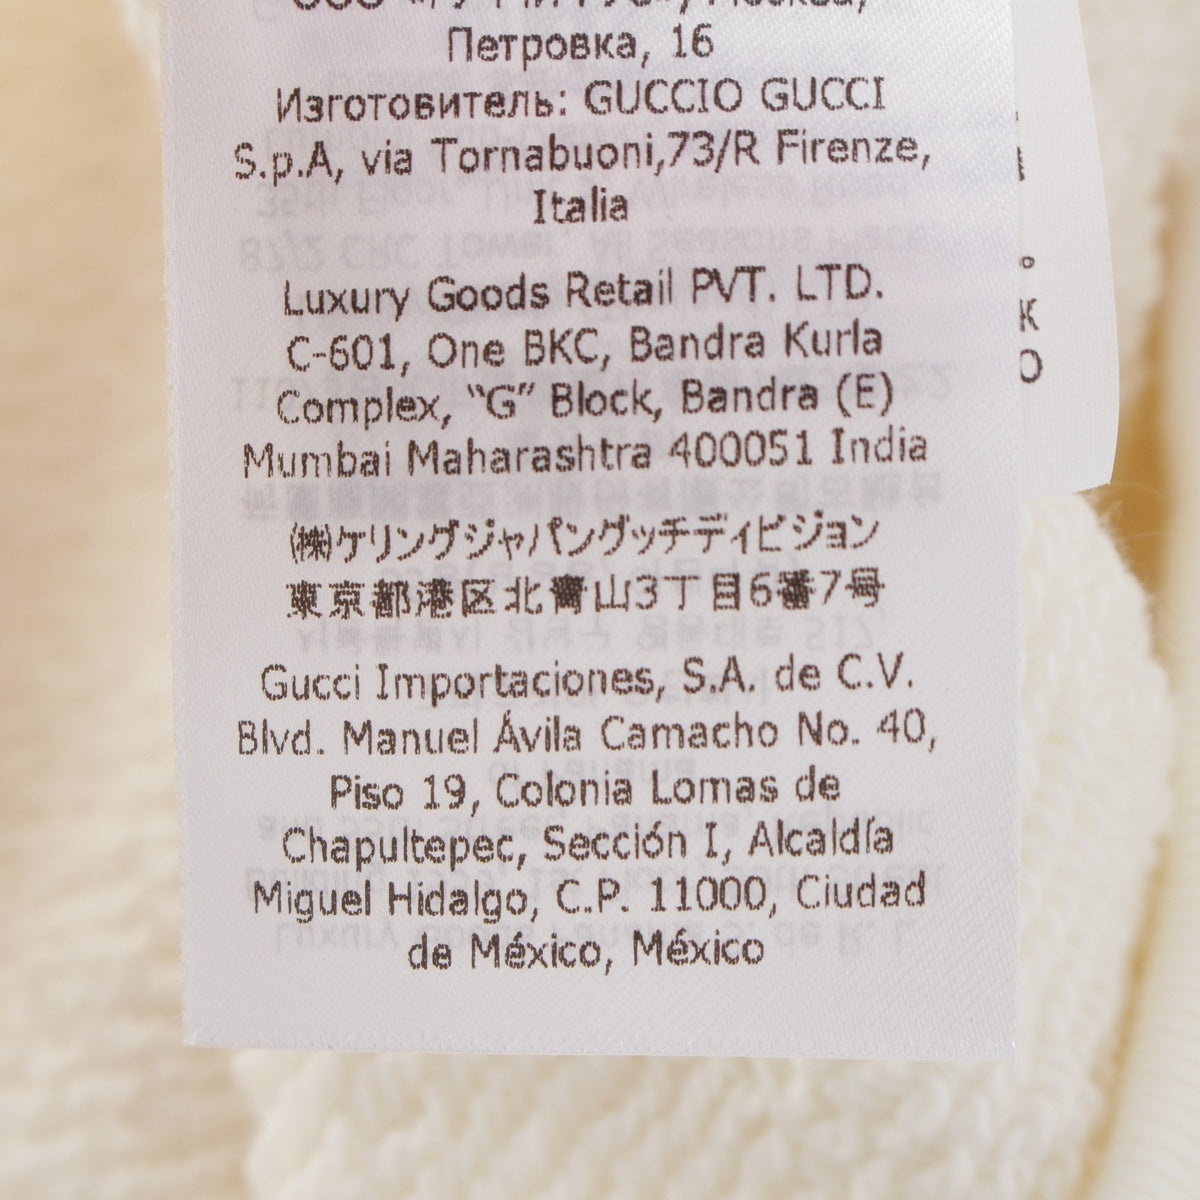 Петровка, 16
Изготовитель: GUCCIO GUCCI
S.p.A, via Tornabuoni,73/R Firenze,
Italia
Luxury Goods Retail PVT. LTD.
C-601, One BKC, Bandra Kurla
Complex, “G” Block, Bandra (E)
Mumbai Maharashtra 400051 India
(株)ケリングジャパングッチディビジョン
東京都港区北青山3丁目6番7号
Gucci Importaciones, S.A. de C.V.
Blvd. Manuel Ávila Camacho No. 40,
Piso 19, Colonia Lomas de
Chapultepec, Sección I, Alcaldía
Miguel Hidalgo, C.P. 11000, Ciudad
de México, México